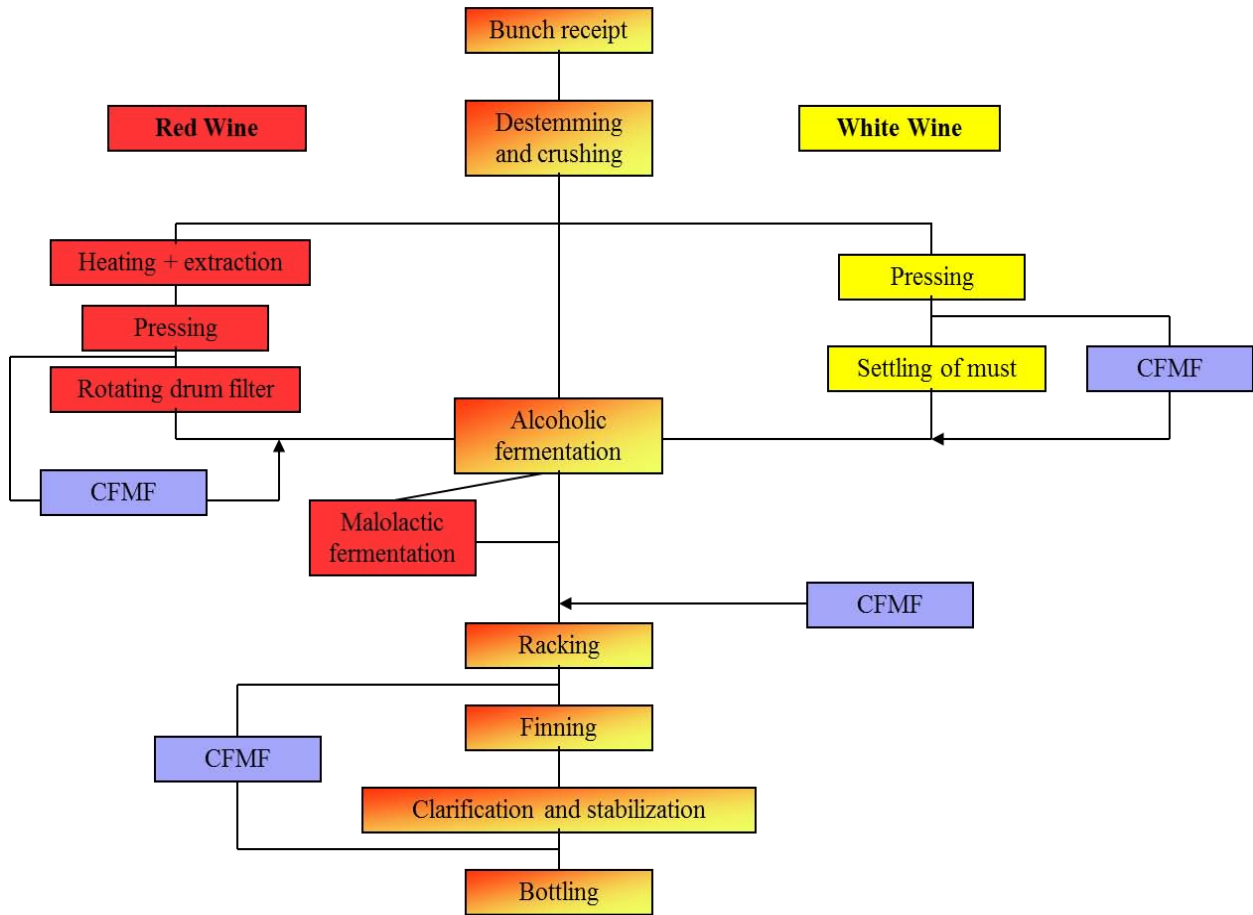 Bunch receipt
Red Wine
Destemming
and crushing
White Wine
Heating + extraction
Pressing
Pressing
Rotating drum filter
Settling of must
CFMF
Alcoholic
fermentation
CFMF
Malolactic
fermentation
CFMF
Racking
Finning
CFMF
Clarification and stabilization
Bottling